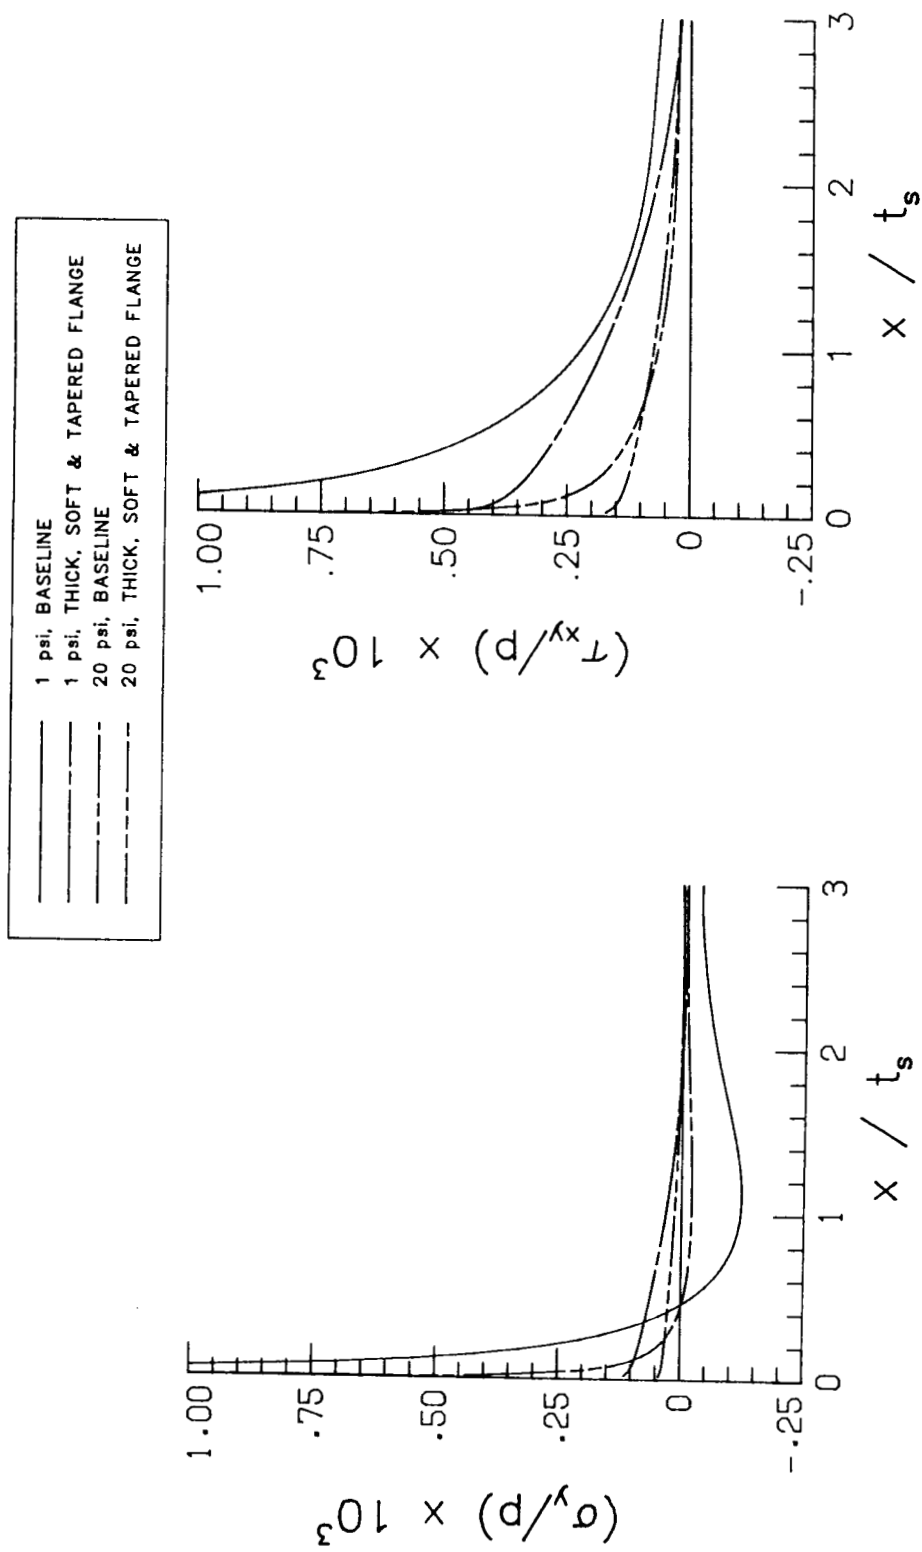 1 psi, BASELINE
1 psi, THICK, SOFT & TAPERED FLANGE
20 psi, BASELINE
20 psi, THICK, SOFT & TAPERED FLANGE
(σy/p) × 10³
1.00
.75
.50
.25
0
-.25
0
1
2
3
x / ts
(τxy/p) × 10³
1.00
.75
.50
.25
0
-.25
0
1
2
3
x / ts